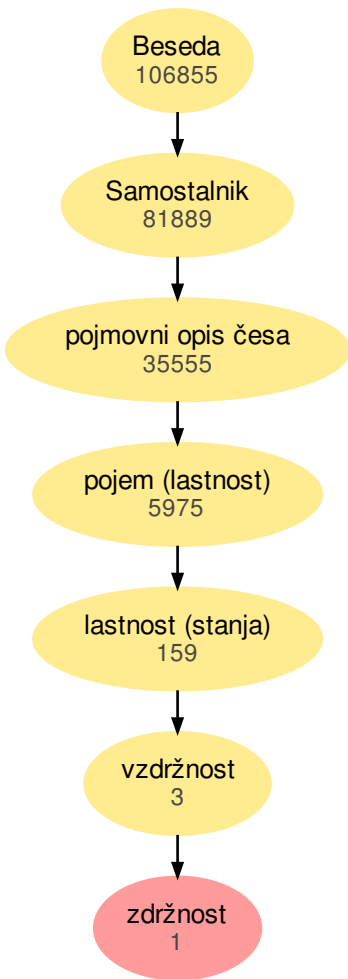 Beseda
106855
Samostalnik
81889
pojmovni opis česa
35555
pojem (lastnost)
5975
lastnost (stanja)
159
vzdržnost
3
zdržnost
1